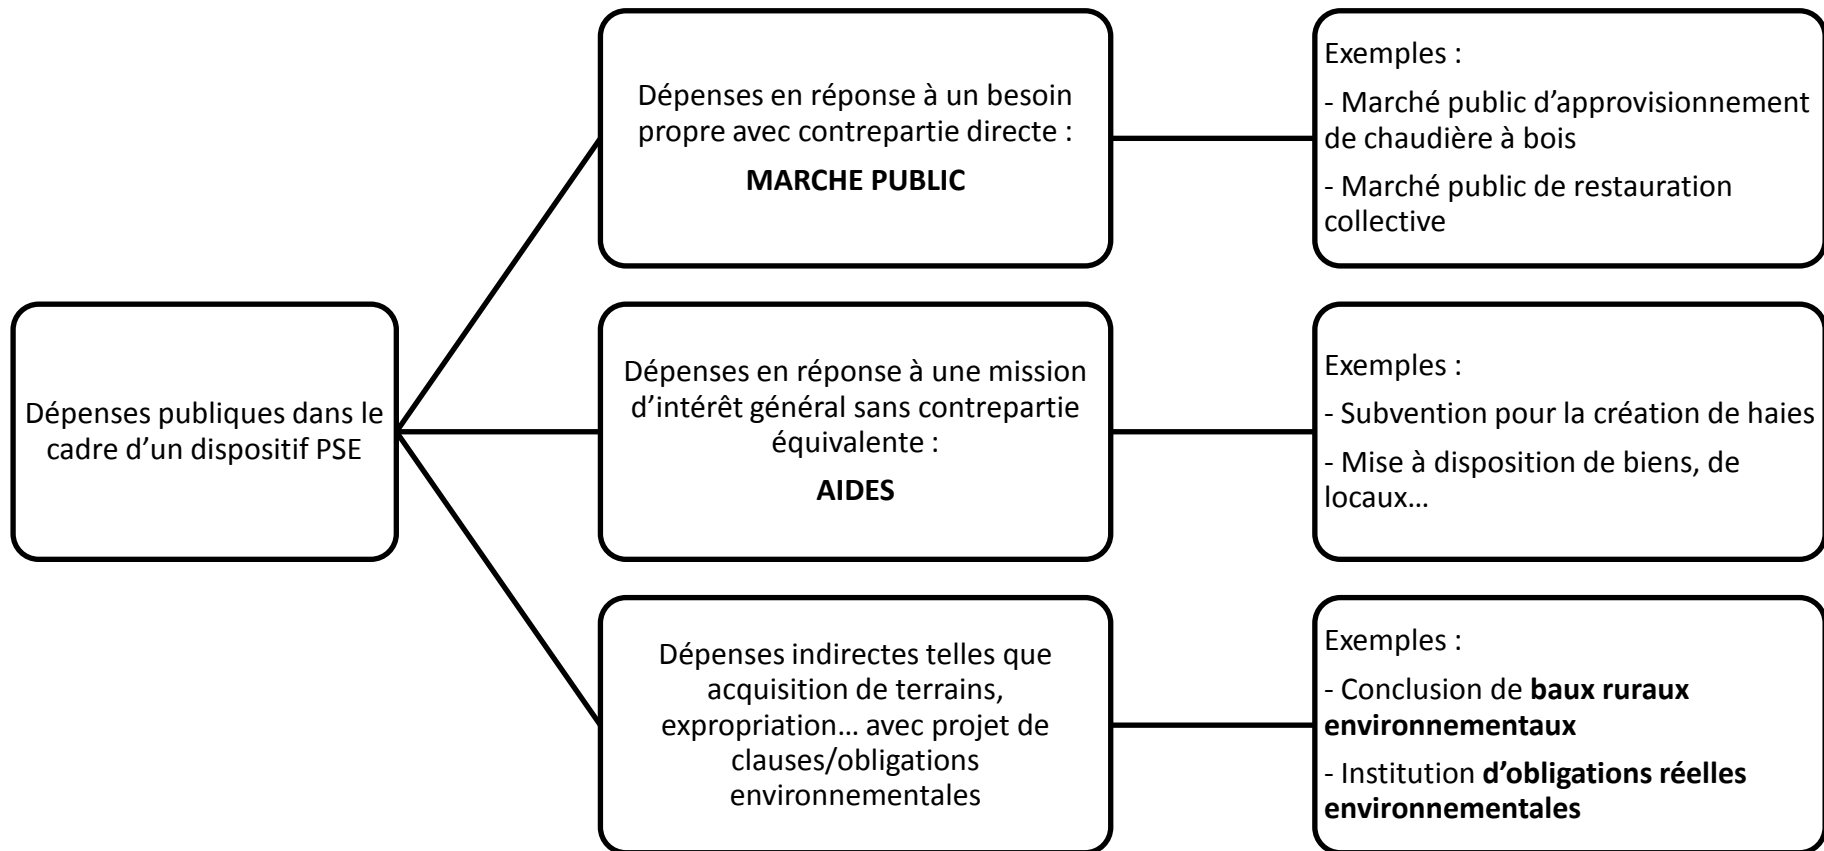 Dépenses publiques dans le
cadre d’un dispositif PSE
Dépenses en réponse à un besoin
propre avec contrepartie directe :
MARCHE PUBLIC
Exemples :
- Marché public d’approvisionnement
de chaudière à bois
- Marché public de restauration
collective
Dépenses en réponse à une mission
d’intérêt général sans contrepartie
équivalente :
AIDES
Exemples :
- Subvention pour la création de haies
- Mise à disposition de biens, de
locaux…
Dépenses indirectes telles que
acquisition de terrains,
expropriation… avec projet de
clauses/obligations
environnementales
Exemples :
- Conclusion de baux ruraux
environnementaux
- Institution d’obligations réelles
environnementales